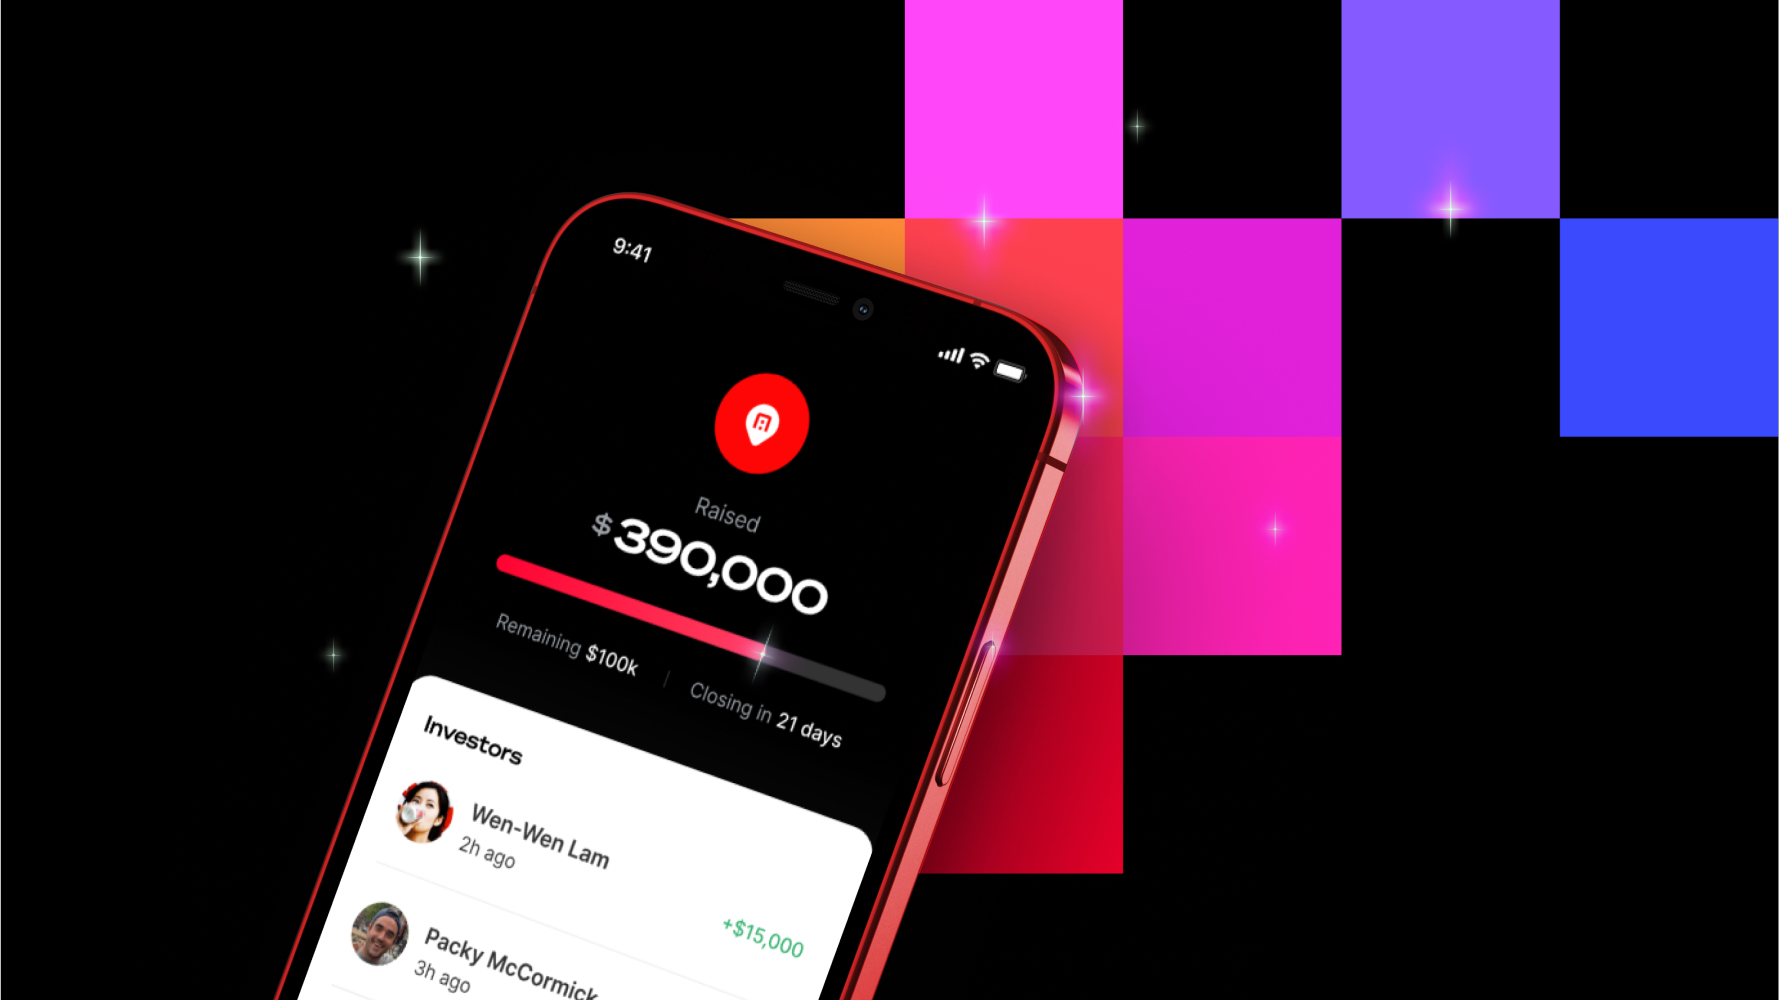 9:41
Raised
$390,000
Remaining $100k
Closing in 21 days
Investors
Wen-Wen Lam
2h ago
+$15,000
Packy McCormick
3h ago